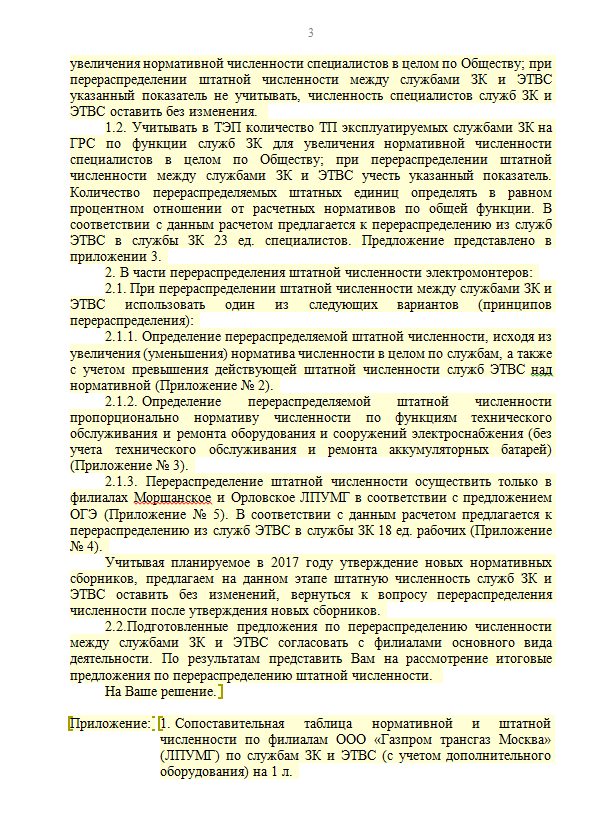 3
увеличения нормативной численности специалистов в целом по Обществу; при
перераспределении штатной численности между службами ЗК и ЭТВС
указанный показатель не учитывать, численность специалистов служб ЗК и
ЭТВС оставить без изменения.
1.2. Учитывать в ТЭП количество ТП эксплуатируемых службами ЗК на
ГРС по функции служб ЗК для увеличения нормативной численности
специалистов в целом по Обществу; при перераспределении штатной
численности между службами ЗК и ЭТВС учесть указанный показатель.
Количество перераспределяемых штатных единиц определять в равном
процентном отношении от расчетных нормативов по общей функции. В
соответствии с данным расчетом предлагается к перераспределению из служб
ЭТВС в службы ЗК 23 ед. специалистов. Предложение представлено в
приложении 3.
2. В части перераспределения штатной численности электромонтеров:
2.1. При перераспределении штатной численности между службами ЗК и
ЭТВС использовать один из следующих вариантов (принципов
перераспределения):
2.1.1. Определение перераспределяемой штатной численности, исходя из
увеличения (уменьшения) норматива численности в целом по службам, а также
с учетом превышения действующей штатной численности служб ЭТВС над
нормативной (Приложение № 2).
2.1.2. Определение перераспределяемой штатной численности
пропорционально нормативу численности по функциям технического
обслуживания и ремонта оборудования и сооружений электроснабжения (без
учета технического обслуживания и ремонта аккумуляторных батарей)
(Приложение № 3).
2.1.3. Перераспределение штатной численности осуществить только в
филиалах Моршанское и Орловское ЛПУМГ в соответствии с предложением
ОГЭ (Приложение № 5). В соответствии с данным расчетом предлагается к
перераспределению из служб ЭТВС в службы ЗК 18 ед. рабочих (Приложение
№ 4).
Учитывая планируемое в 2017 году утверждение новых нормативных
сборников, предлагаем на данном этапе штатную численность служб ЗК и
ЭТВС оставить без изменений, вернуться к вопросу перераспределения
численности после утверждения новых сборников.
2.2.Подготовленные предложения по перераспределению численности
между службами ЗК и ЭТВС согласовать с филиалами основного вида
деятельности. По результатам представить Вам на рассмотрение итоговые
предложения по перераспределению штатной численности.
На Ваше решение.
Приложение: 1. Сопоставительная таблица нормативной и штатной
численности по филиалам ООО «Газпром трансгаз Москва»
(ЛПУМГ) по службам ЗК и ЭТВС (с учетом дополнительного
оборудования) на 1 л.